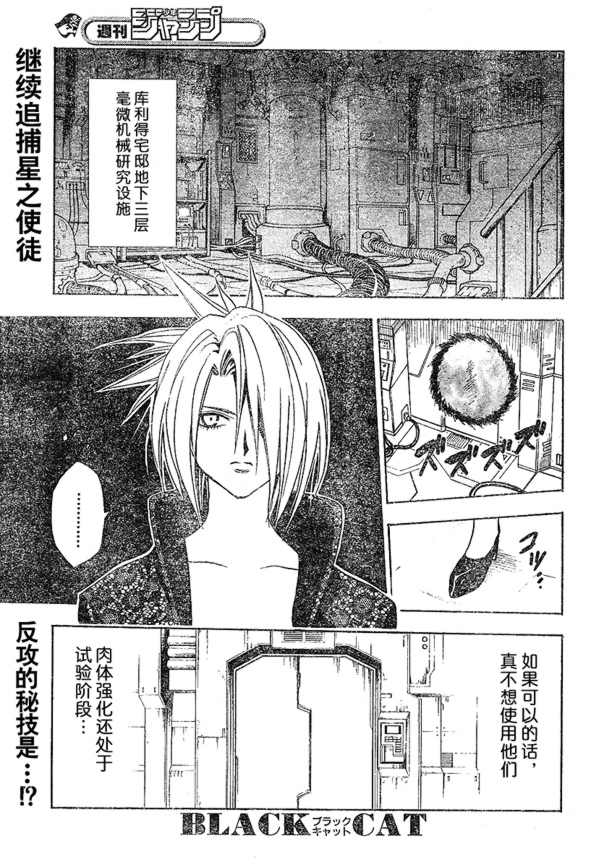 週刊
ジャンプ
继续追捕星之使徒
库利得宅邸地下三层
毫微机械研究设施
ズズズズ
コツ…
…………
如果可以的话，
真不想使用他们
肉体强化还处于
试验阶段…
反攻的秘技是…!?
BLACK
ブラック
キャット
CAT